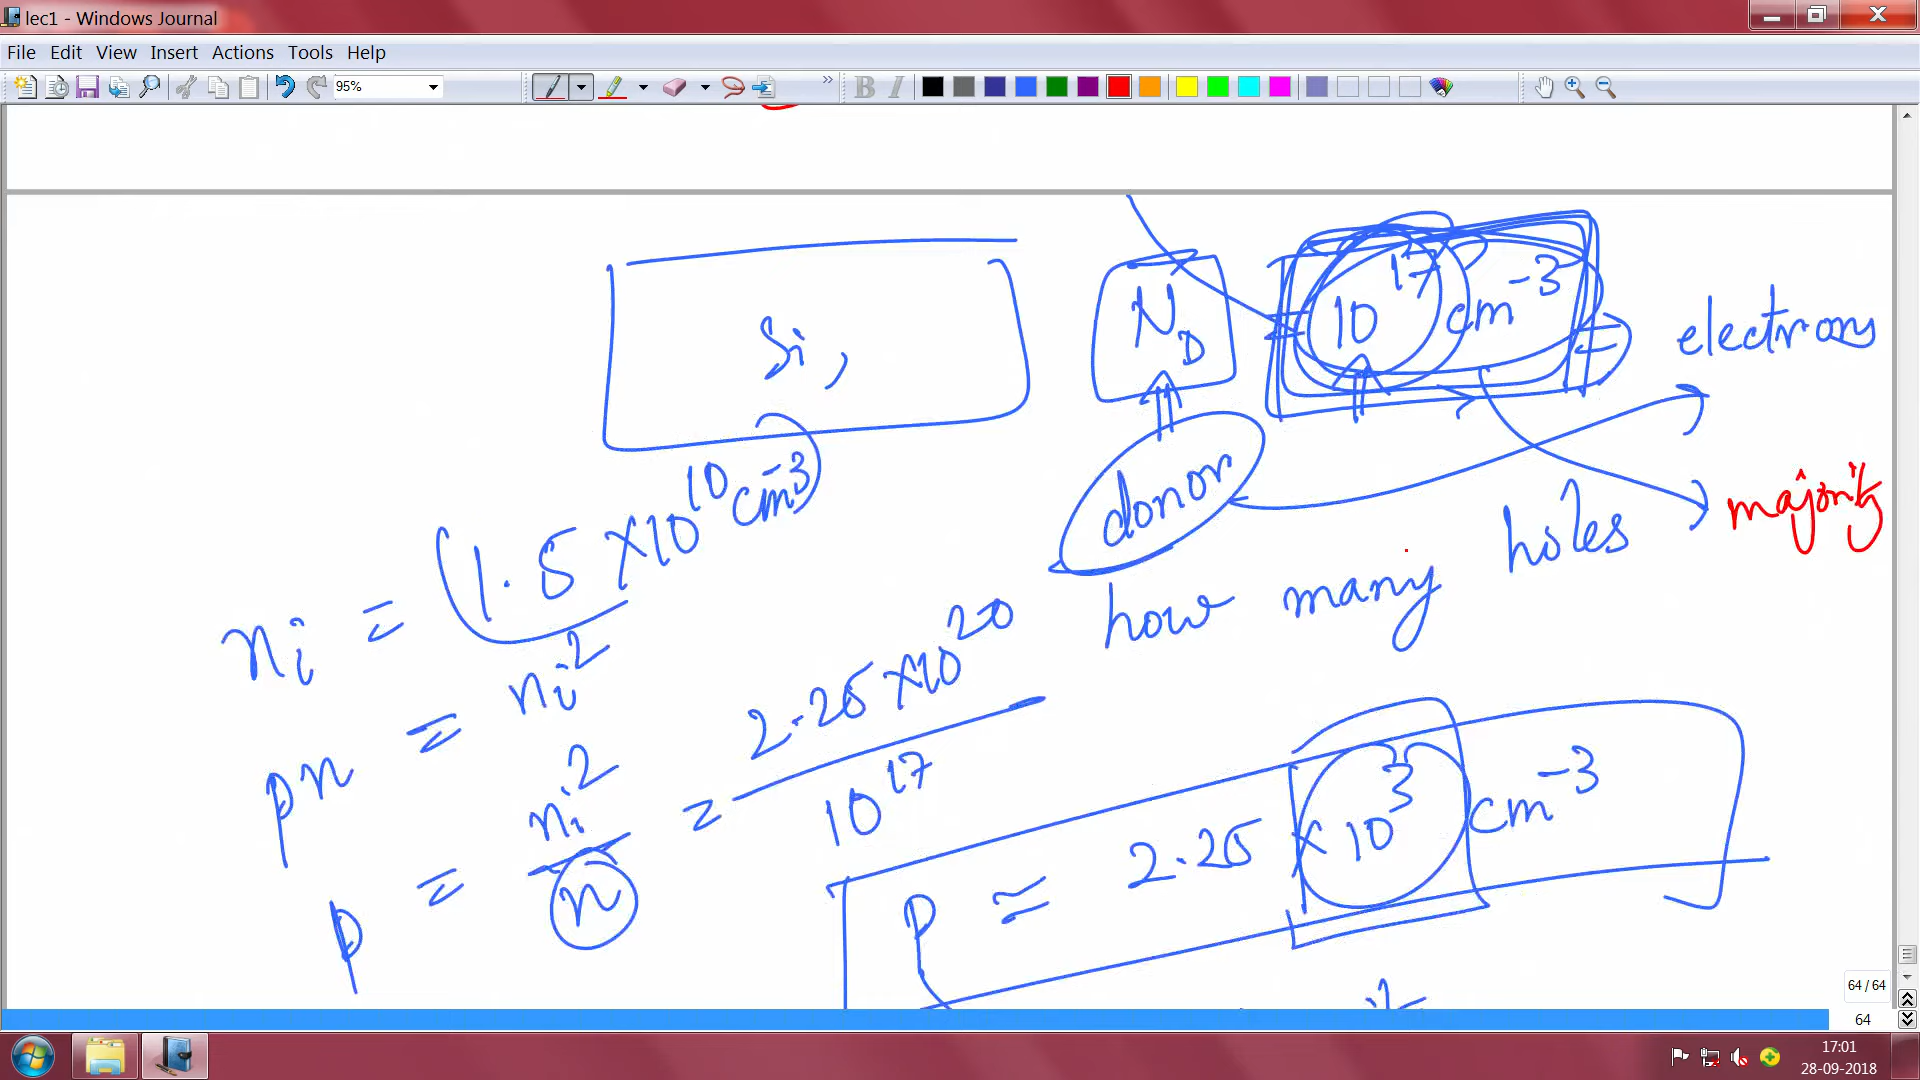 lec1 - Windows Journal
File Edit View Insert Actions Tools Help
95%
Si,
N_D = 10^17 cm^-3
electrons
donor
majority
how many holes
n_i = (1.5 × 10^10 cm^-3)
pn = n_i^2
p = n_i^2 / n = 2.25 × 10^20 / 10^17
p ≃ 2.25 × 10^3 cm^-3
64 / 64
64
17:01
28-09-2018